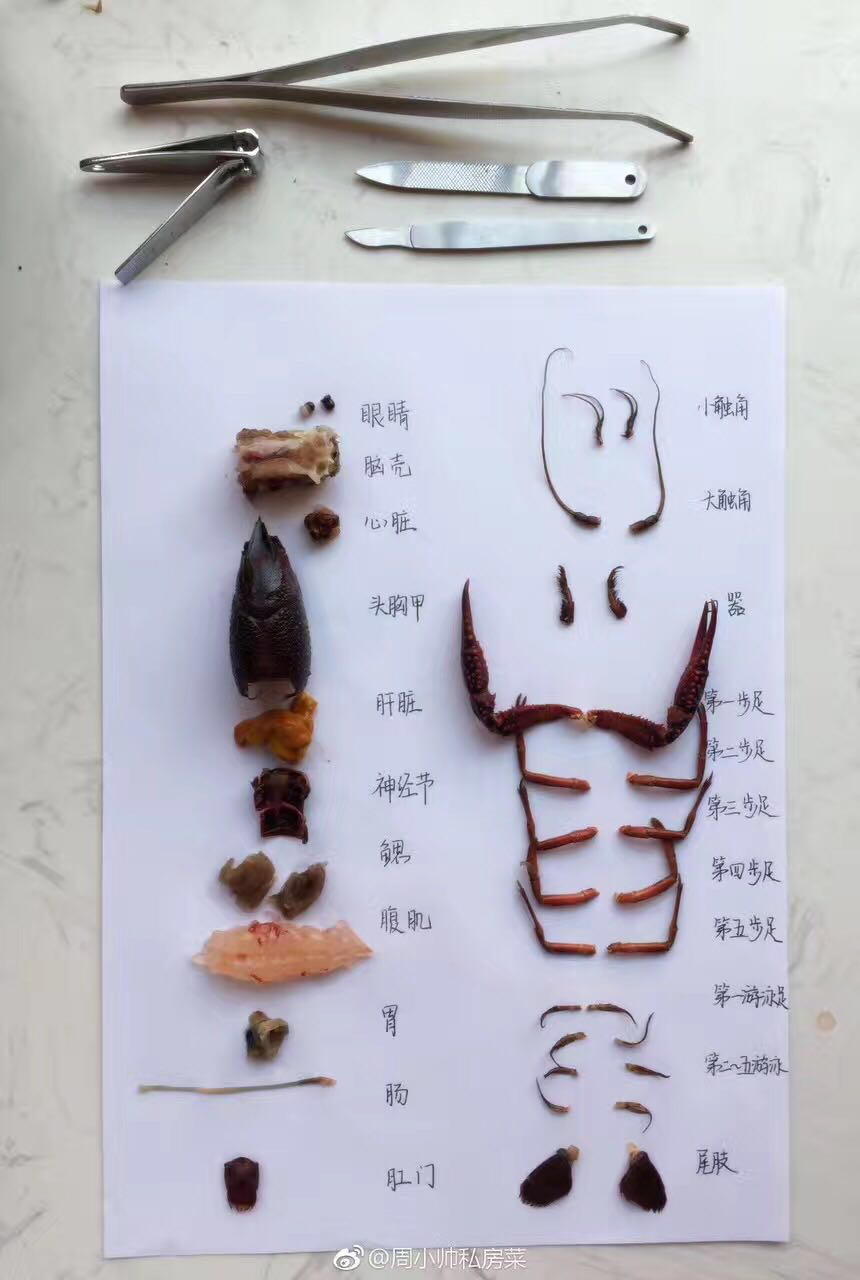 眼睛
脑壳
心脏
头胸甲
肝脏
神经节
鳃
腹肌
胃
肠
肛门
小触角
大触角
器
第一步足
第二步足
第三步足
第四步足
第五步足
第一游泳足
第二~五游泳
尾肢
@周小帅私房菜